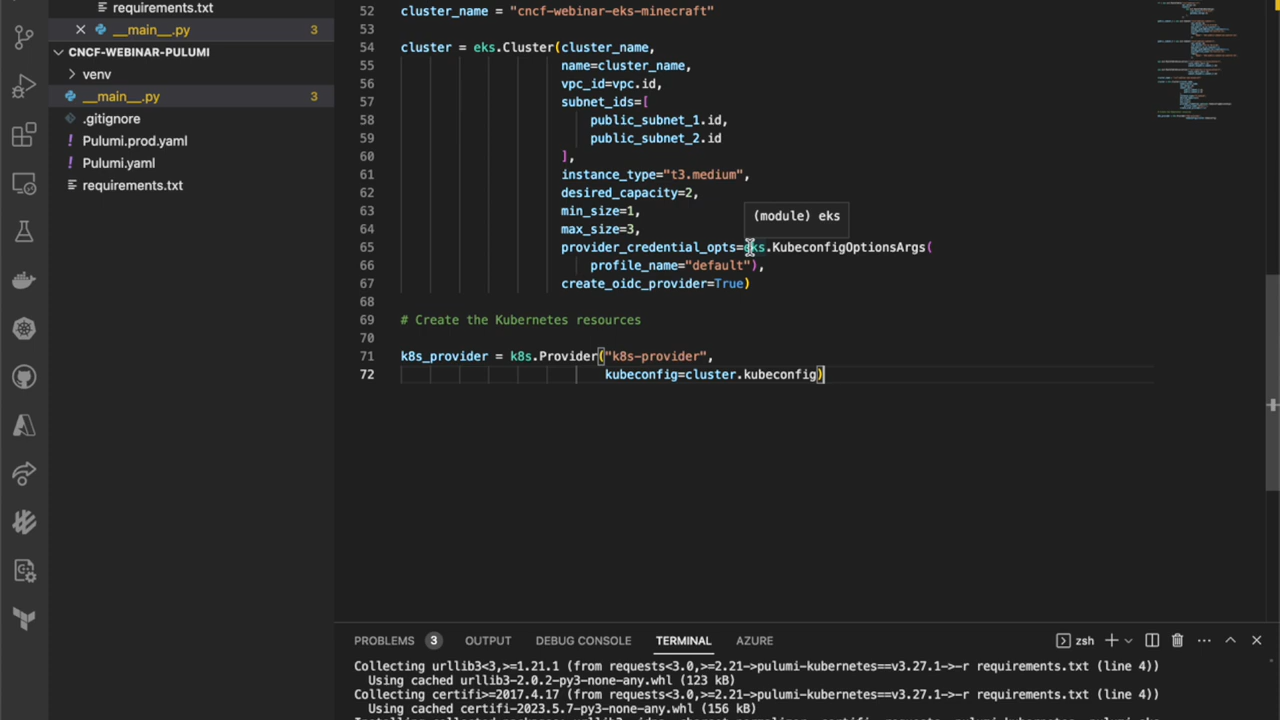 requirements.txt
__main__.py 3
CNCF-WEBINAR-PULUMI
venv
__main__.py 3
.gitignore
Pulumi.prod.yaml
Pulumi.yaml
requirements.txt
52 cluster_name = "cncf-webinar-eks-minecraft"
53
54 cluster = eks.Cluster(cluster_name,
55 name=cluster_name,
56 vpc_id=vpc.id,
57 subnet_ids=[
58 public_subnet_1.id,
59 public_subnet_2.id
60 ],
61 instance_type="t3.medium",
62 desired_capacity=2,
63 min_size=1,
64 max_size=3,
(module) eks
65 provider_credential_opts=eks.KubeconfigOptionsArgs(
66 profile_name="default"),
67 create_oidc_provider=True)
68
69 # Create the Kubernetes resources
70
71 k8s_provider = k8s.Provider("k8s-provider",
72 kubeconfig=cluster.kubeconfig)
PROBLEMS 3 OUTPUT DEBUG CONSOLE TERMINAL AZURE zsh
Collecting urllib3<3,>=1.21.1 (from requests<3.0,>=2.21->pulumi-kubernetes==v3.27.1->-r requirements.txt (line 4))
Using cached urllib3-2.0.2-py3-none-any.whl (123 kB)
Collecting certifi>=2017.4.17 (from requests<3.0,>=2.21->pulumi-kubernetes==v3.27.1->-r requirements.txt (line 4))
Using cached certifi-2023.5.7-py3-none-any.whl (156 kB)